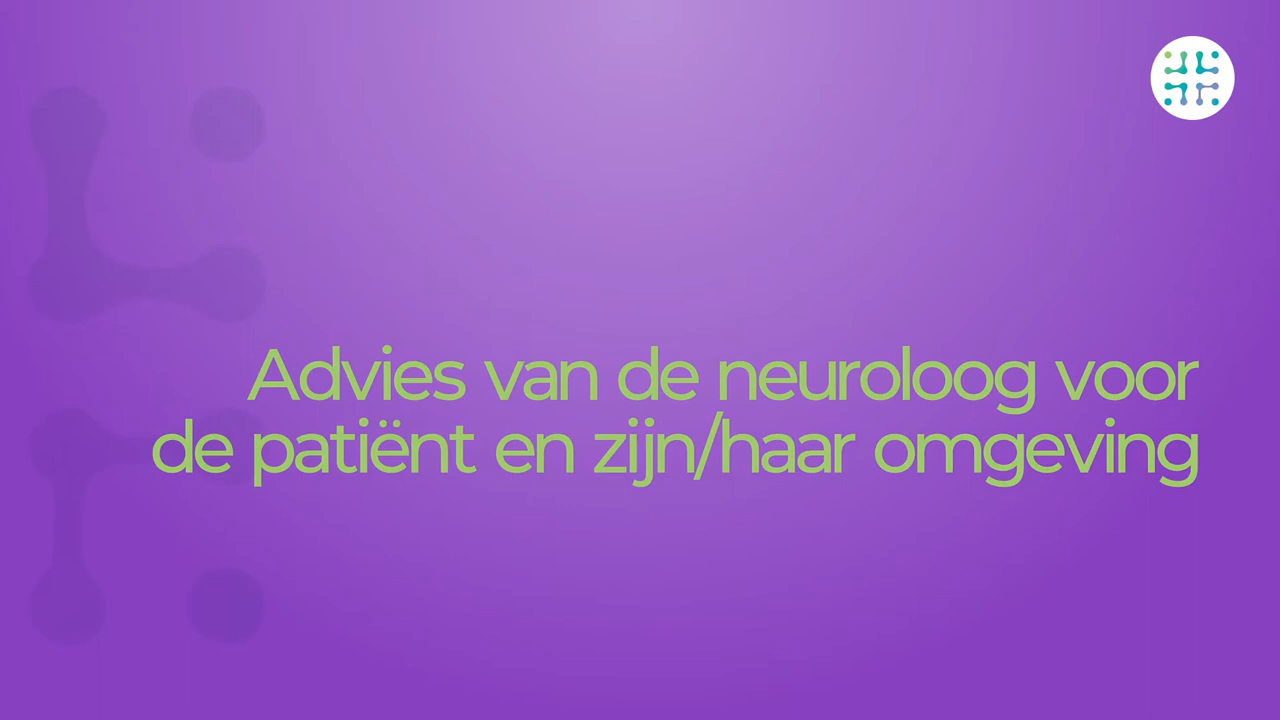 Advies van de neuroloog voor
de patiënt en zijn/haar omgeving